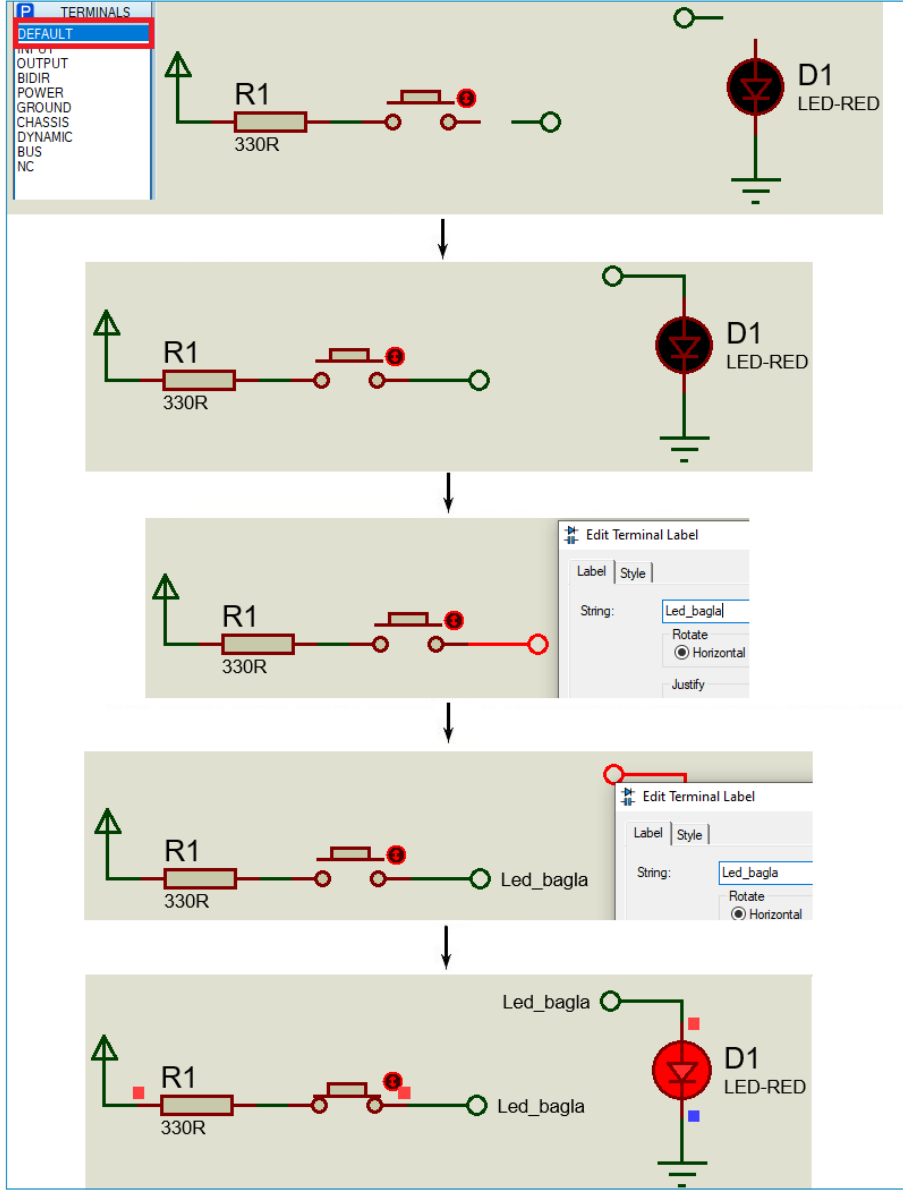 P TERMINALS
DEFAULT
INPUT
OUTPUT
BIDIR
POWER
GROUND
CHASSIS
DYNAMIC
BUS
NC
R1
330R
D1
LED-RED
R1
330R
D1
LED-RED
R1
330R
Edit Terminal Label
Label Style
String: Led_bagla
Rotate
Horizontal
Justify
R1
330R
Led_bagla
Edit Terminal Label
Label Style
String: Led_bagla
Rotate
Horizontal
Led_bagla
R1
330R
Led_bagla
D1
LED-RED